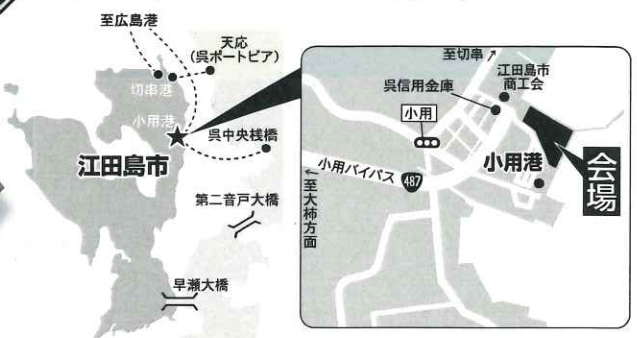 至広島港
天応
(呉ポートピア)
切串港
小用港
呉中央桟橋
江田島市
第二音戸大橋
早瀬大橋
至切串
江田島市
商工会
呉信用金庫
小用
小用港
会場
小用バイパス
487
至大柿方面